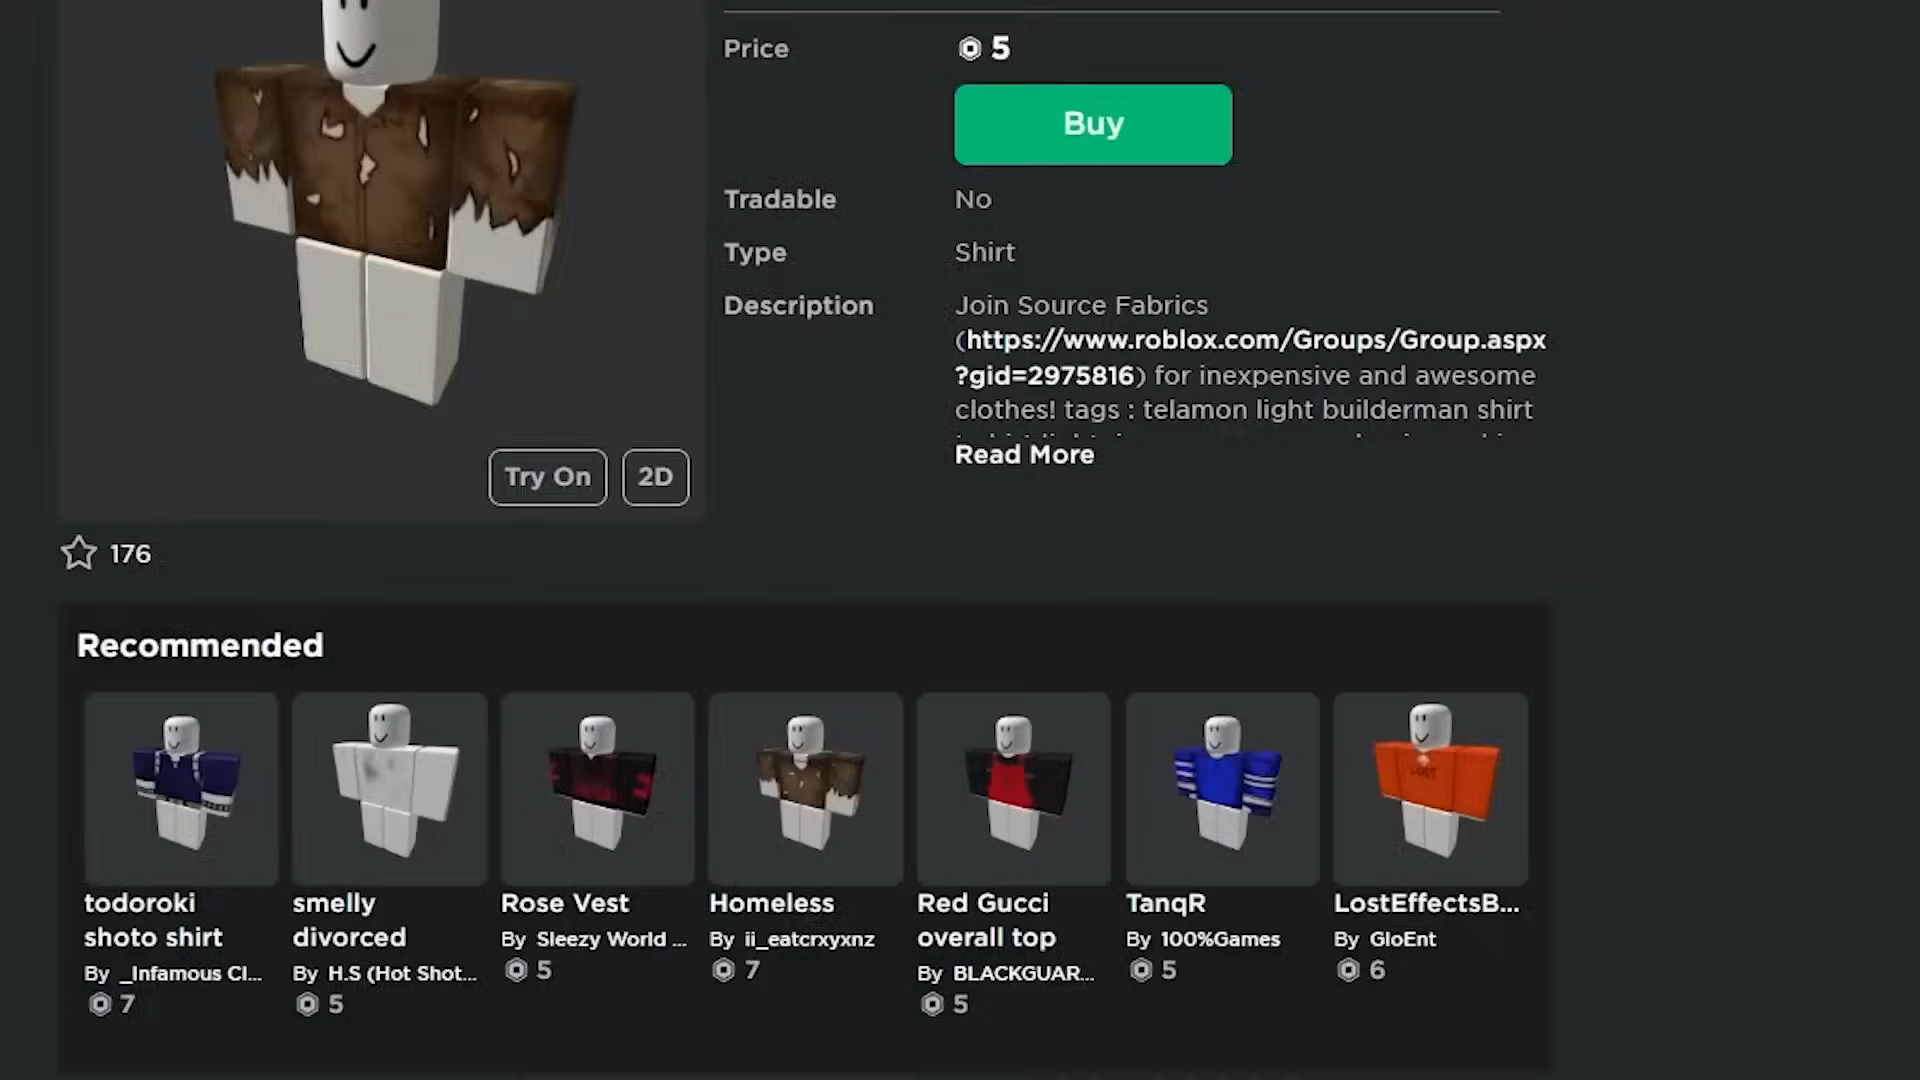 Price
5
Buy
Tradable
No
Type
Shirt
Description
Join Source Fabrics
(https://www.roblox.com/Groups/Group.aspx
?gid=2975816) for inexpensive and awesome
clothes! tags : telamon light builderman shirt
Read More
Try On
2D
176
Recommended
todoroki
shoto shirt
By _Infamous Cl...
7
smelly
divorced
By H.S (Hot Shot...
5
Rose Vest
By Sleezy World ...
5
Homeless
By ii_eatcrxyxnz
7
Red Gucci
overall top
By BLACKGUAR...
5
TanqR
By 100%Games
5
LOST
LostEffectsB...
By GloEnt
6